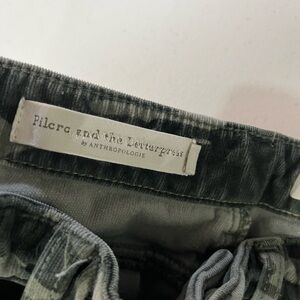 Pilcro and the Letterpress
by ANTHROPOLOGIE